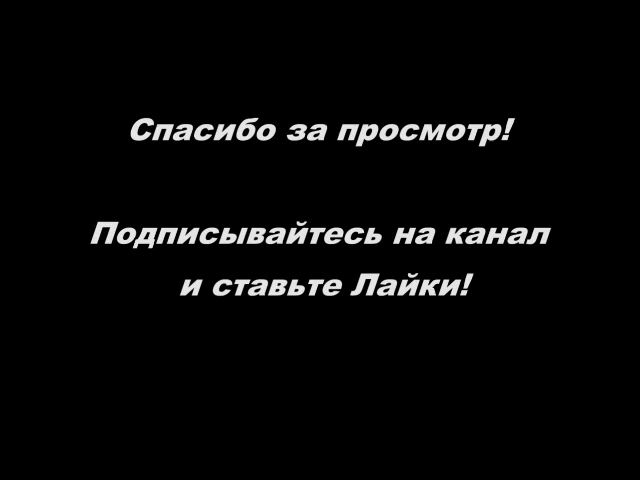 Спасибо за просмотр!
Подписывайтесь на канал
и ставьте Лайки!